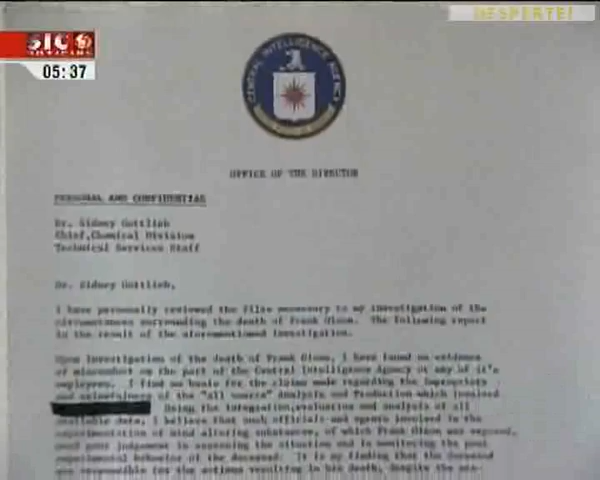 DESPERTE!
SIC
05:37
CENTRAL INTELLIGENCE AGENCY
OFFICE OF THE DIRECTOR
PERSONAL AND CONFIDENTIAL
Dr. Sidney Gottlieb
Chief, Chemical Division
Technical Services Staff
Dr. Sidney Gottlieb,
I have personally reviewed the files necessary to my investigation of the
circumstances surrounding the death of Frank Olson. The following report
is the result of the aforementioned investigation.
Upon investigation of the death of Frank Olson, I have found no evidence
of misconduct on the part of the Central Intelligence Agency or any of it's
employees. I find no basis for the claims made regarding the
of the "all source" Analysis and Production which involved
Using the integration, evaluation and analysis of all
available data, I believe that such officials and agents involved in the
experimentation of mind altering substances, of which Frank Olson was exposed,
used poor judgement in assessing the situation and in monitoring the post
experimental behavior of the deceased. It is my finding that the deceased
was responsible for the actions resulting in his death, despite the